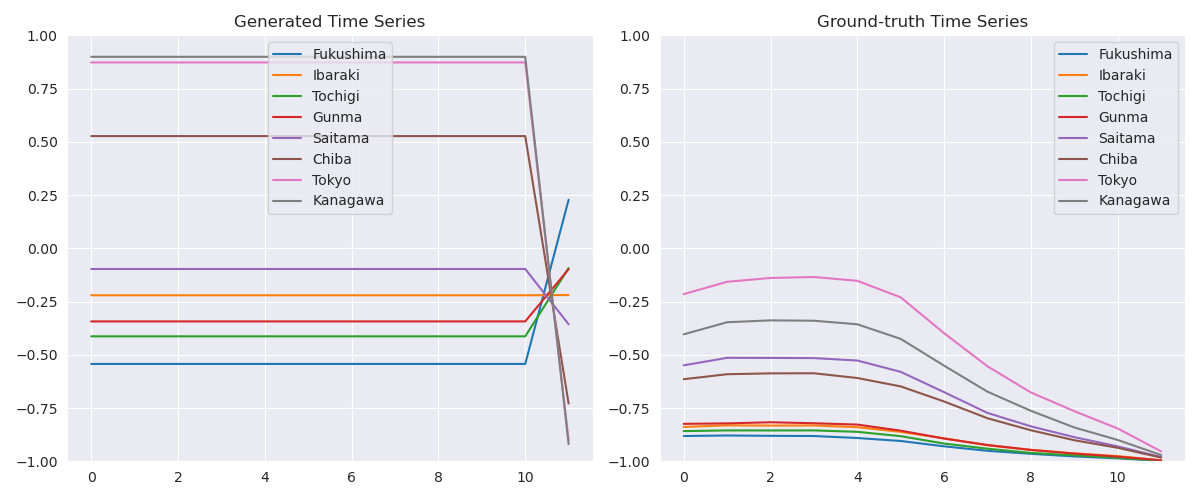 Generated Time Series
1.00
0.75
0.50
0.25
0.00
−0.25
−0.50
−0.75
−1.00
0 2 4 6 8 10
Fukushima
Ibaraki
Tochigi
Gunma
Saitama
Chiba
Tokyo
Kanagawa
Ground-truth Time Series
1.00
0.75
0.50
0.25
0.00
−0.25
−0.50
−0.75
−1.00
0 2 4 6 8 10
Fukushima
Ibaraki
Tochigi
Gunma
Saitama
Chiba
Tokyo
Kanagawa